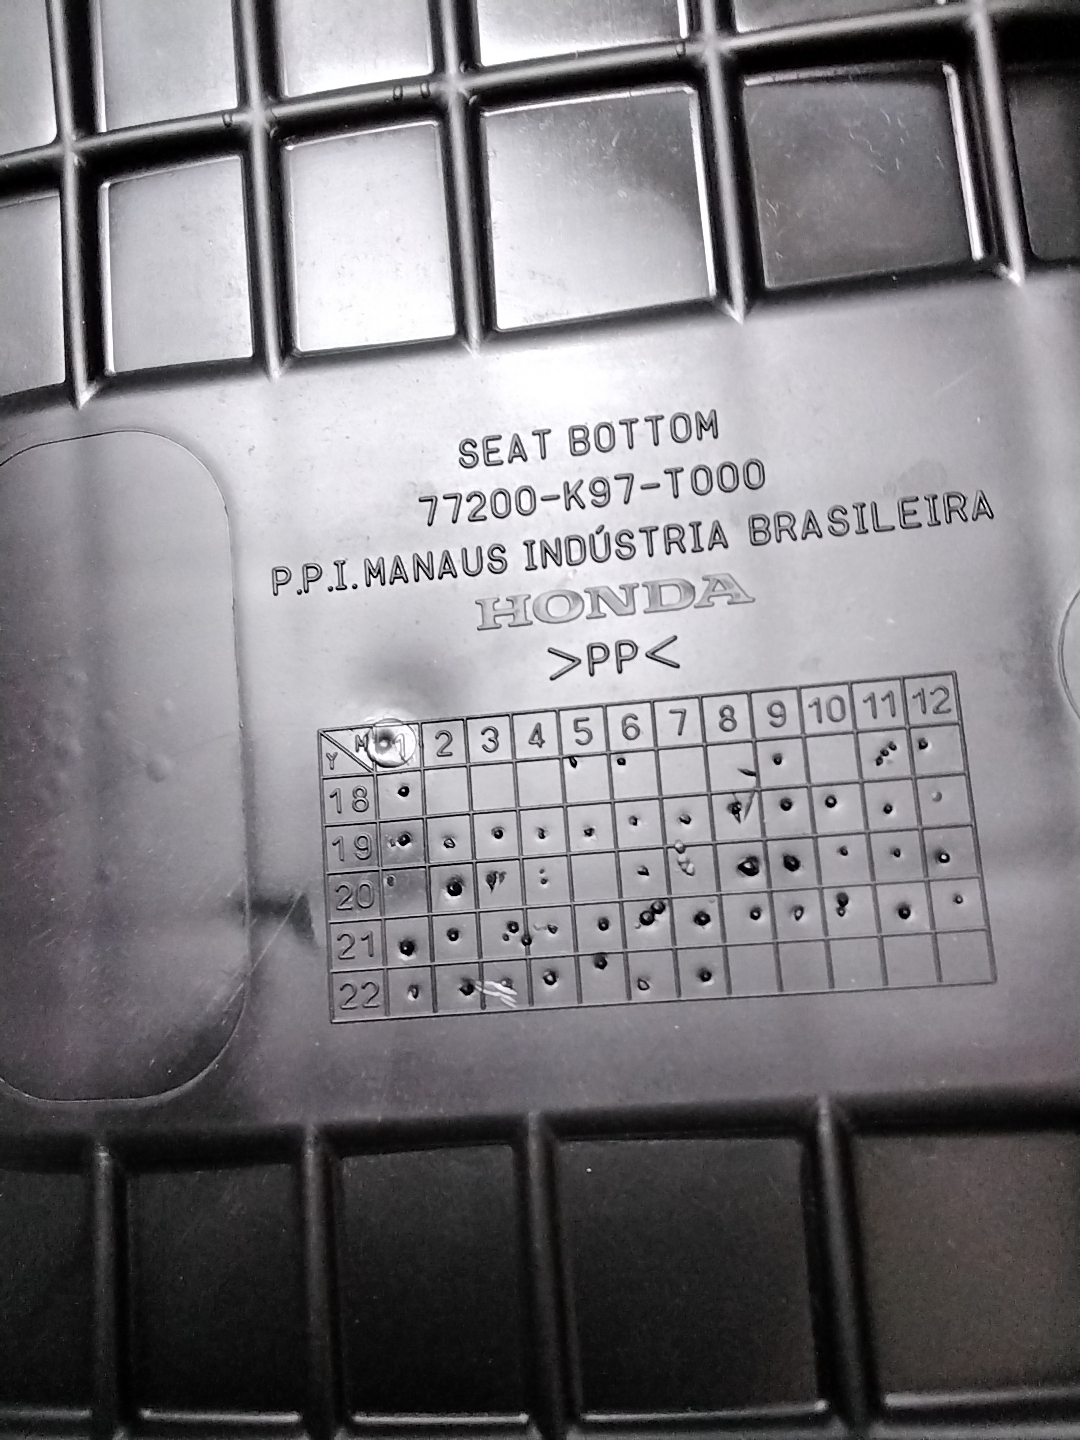 SEAT BOTTOM
77200-K97-T000
P.P.I. MANAUS INDÚSTRIA BRASILEIRA
HONDA
>PP<
Y M 1 2 3 4 5 6 7 8 9 10 11 12
18
19
20
21
22